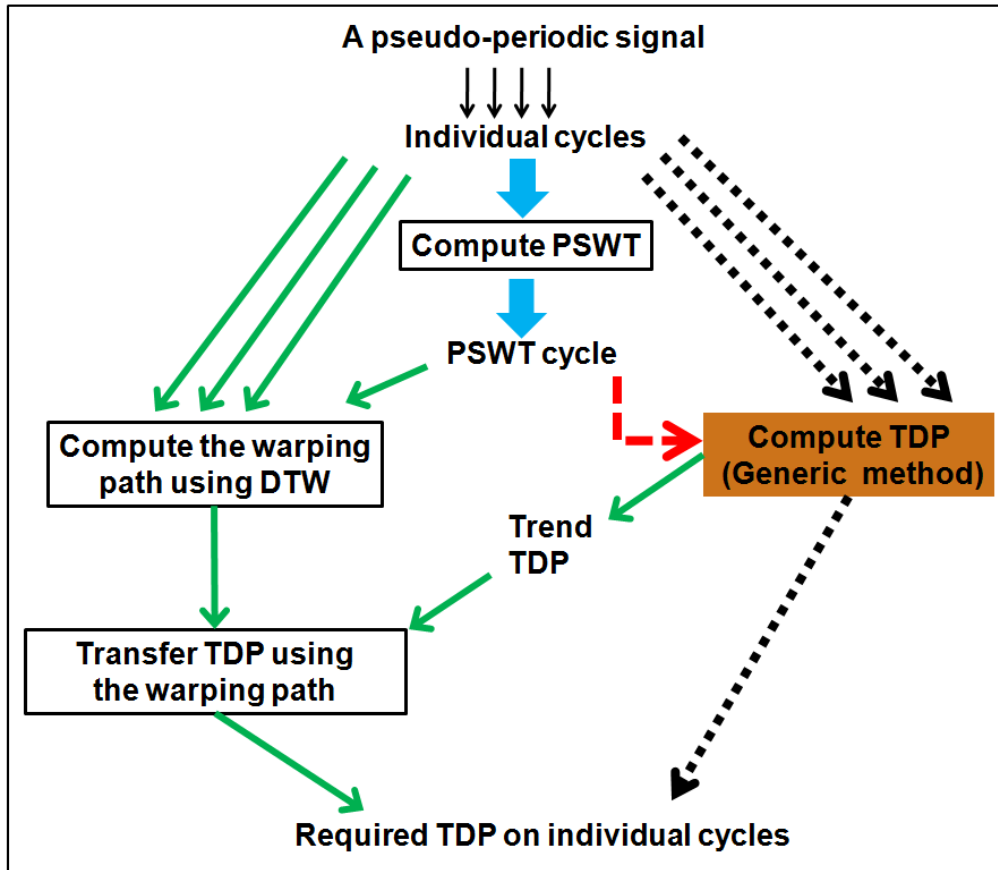 A pseudo-periodic signal
Individual cycles
Compute PSWT
PSWT cycle
Compute the warping
path using DTW
Compute TDP
(Generic method)
Trend
TDP
Transfer TDP using
the warping path
Required TDP on individual cycles